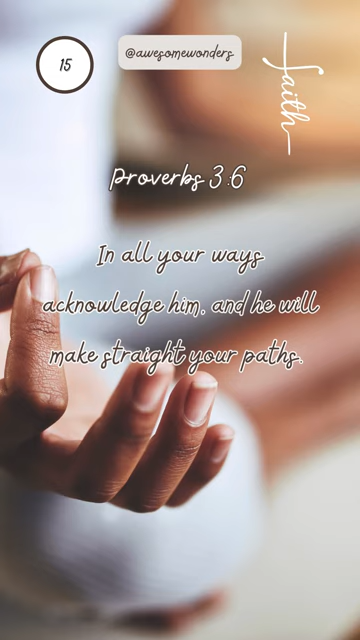 15
@awesomewonders
faith
Proverbs 3:6
In all your ways
acknowledge him, and he will
make straight your paths.